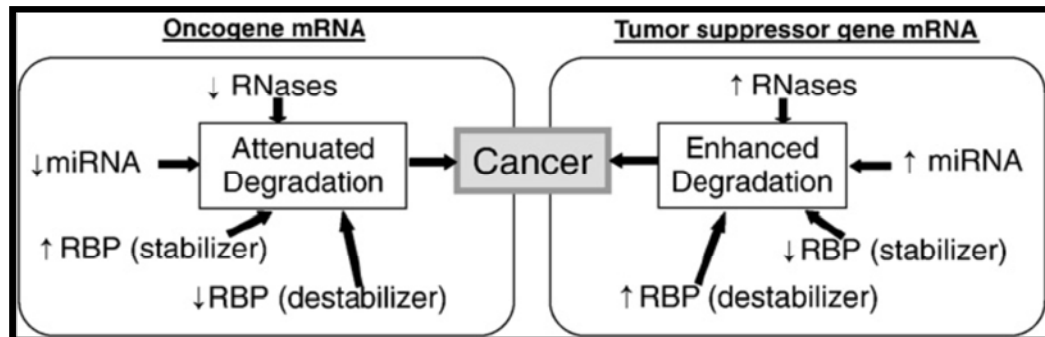 Oncogene mRNA
↓ RNases
↓miRNA
Attenuated
Degradation
↑ RBP (stabilizer)
↓RBP (destabilizer)
Cancer
Tumor suppressor gene mRNA
↑ RNases
Enhanced
Degradation
↑ miRNA
↓ RBP (stabilizer)
↑RBP (destabilizer)